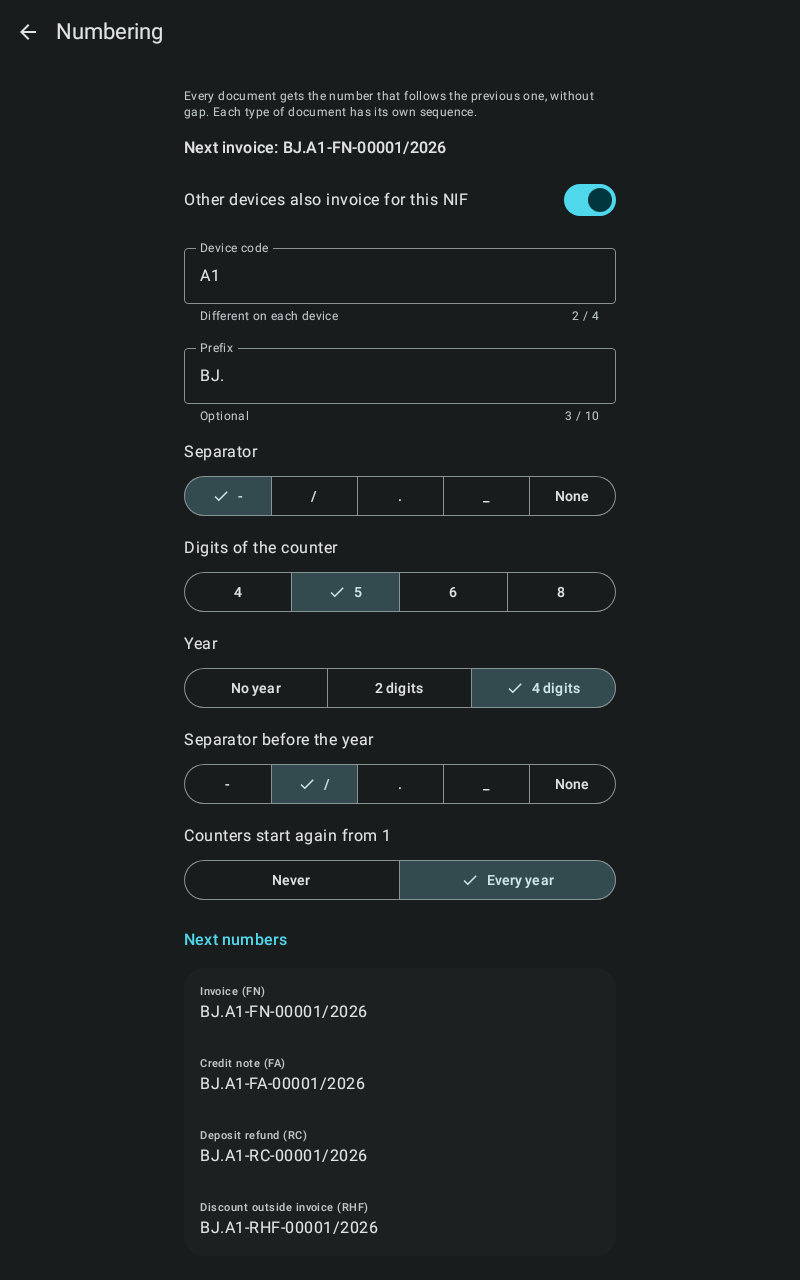 Numbering
Every document gets the number that follows the previous one, without
gap. Each type of document has its own sequence.
Next invoice: BJ.A1-FN-00001/2026
Other devices also invoice for this NIF
Device code
A1
Different on each device 2 / 4
Prefix
BJ.
Optional 3 / 10
Separator
- / . _ None
Digits of the counter
4 5 6 8
Year
No year 2 digits 4 digits
Separator before the year
- / . _ None
Counters start again from 1
Never Every year
Next numbers
Invoice (FN)
BJ.A1-FN-00001/2026
Credit note (FA)
BJ.A1-FA-00001/2026
Deposit refund (RC)
BJ.A1-RC-00001/2026
Discount outside invoice (RHF)
BJ.A1-RHF-00001/2026